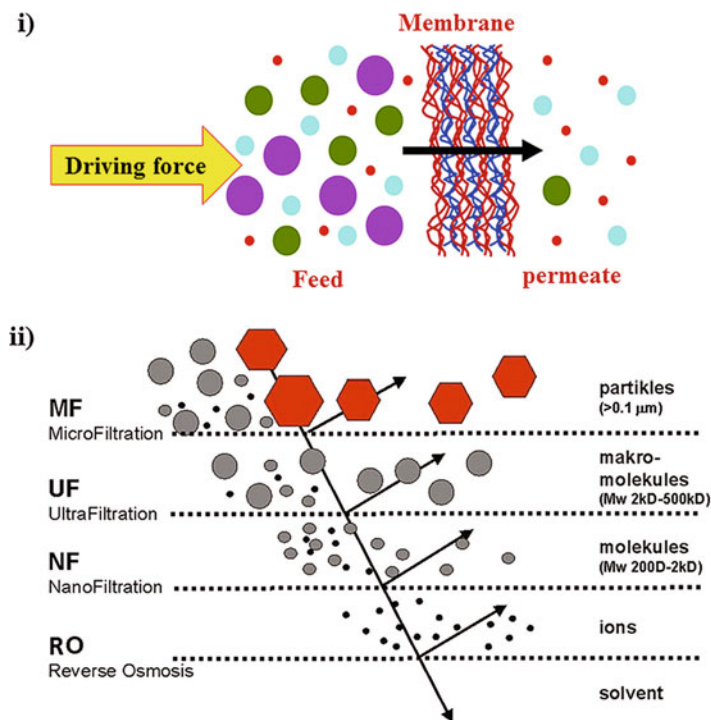 i)
Membrane
Driving force
Feed
permeate
ii)
MF
MicroFiltration
partikles
(>0.1 μm)
UF
UltraFiltration
makro-
molekules
(Mw 2kD-500kD)
NF
NanoFiltration
molekules
(Mw 200D-2kD)
RO
Reverse Osmosis
ions
solvent